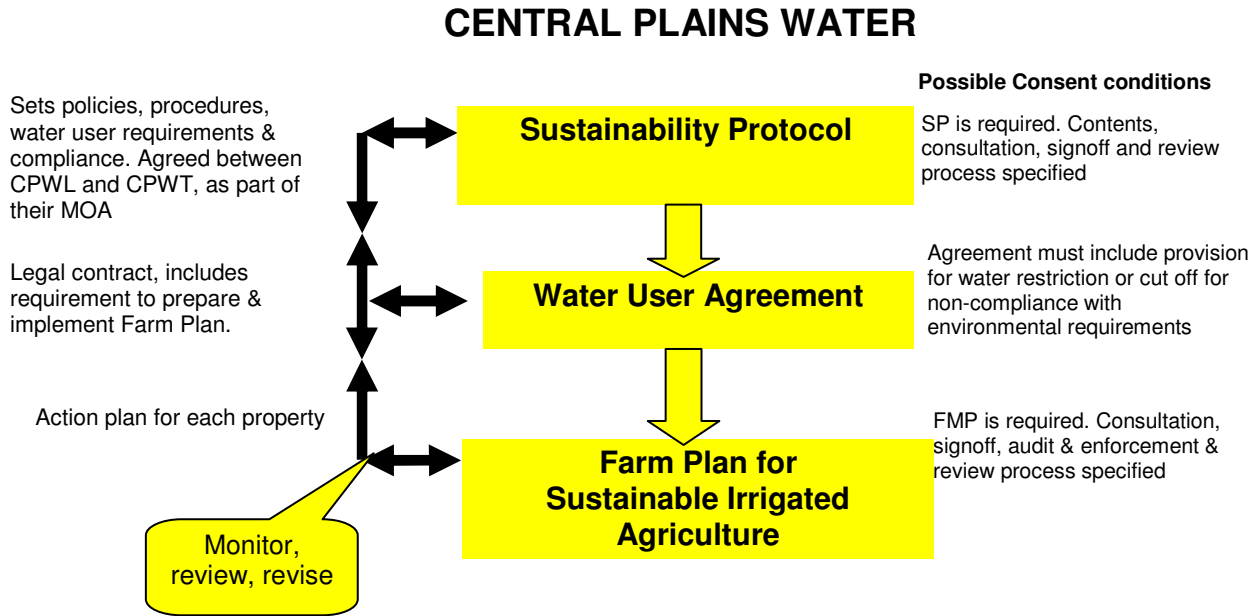 CENTRAL PLAINS WATER
Possible Consent conditions
Sets policies, procedures,
water user requirements &
compliance. Agreed between
CPWL and CPWT, as part of
their MOA
Sustainability Protocol
SP is required. Contents,
consultation, signoff and review
process specified
Legal contract, includes
requirement to prepare &
implement Farm Plan.
Water User Agreement
Agreement must include provision
for water restriction or cut off for
non-compliance with
environmental requirements
Action plan for each property
Farm Plan for
Sustainable Irrigated
Agriculture
FMP is required. Consultation,
signoff, audit & enforcement &
review process specified
Monitor,
review, revise